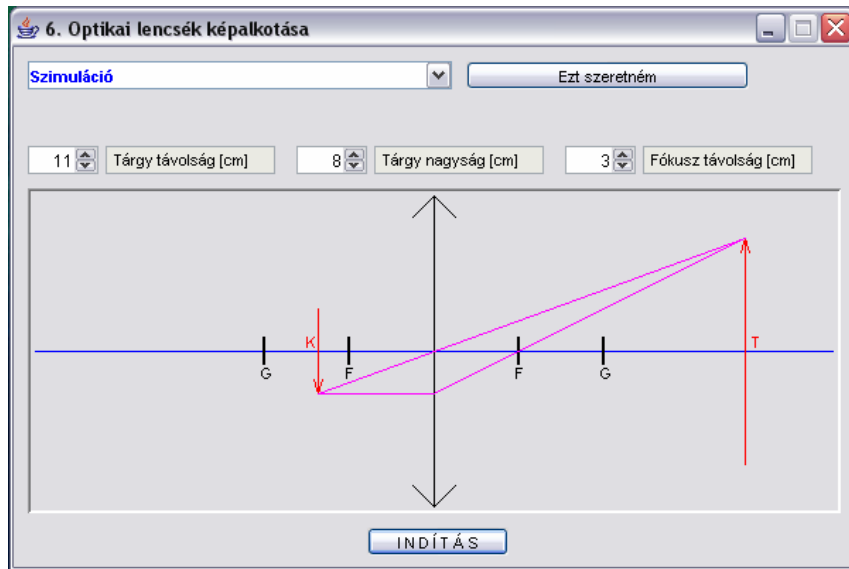 6. Optikai lencsék képalkotása
Szimuláció
Ezt szeretném
11 Tárgy távolság [cm] 8 Tárgy nagyság [cm] 3 Fókusz távolság [cm]
K T
G F F G
INDÍTÁS